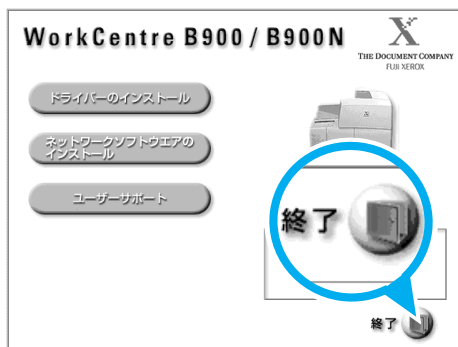 WorkCentre B900 / B900N
X
THE DOCUMENT COMPANY
FUJI XEROX
ドライバーのインストール
ネットワークソフトウエアの
インストール
ユーザーサポート
終了
終了